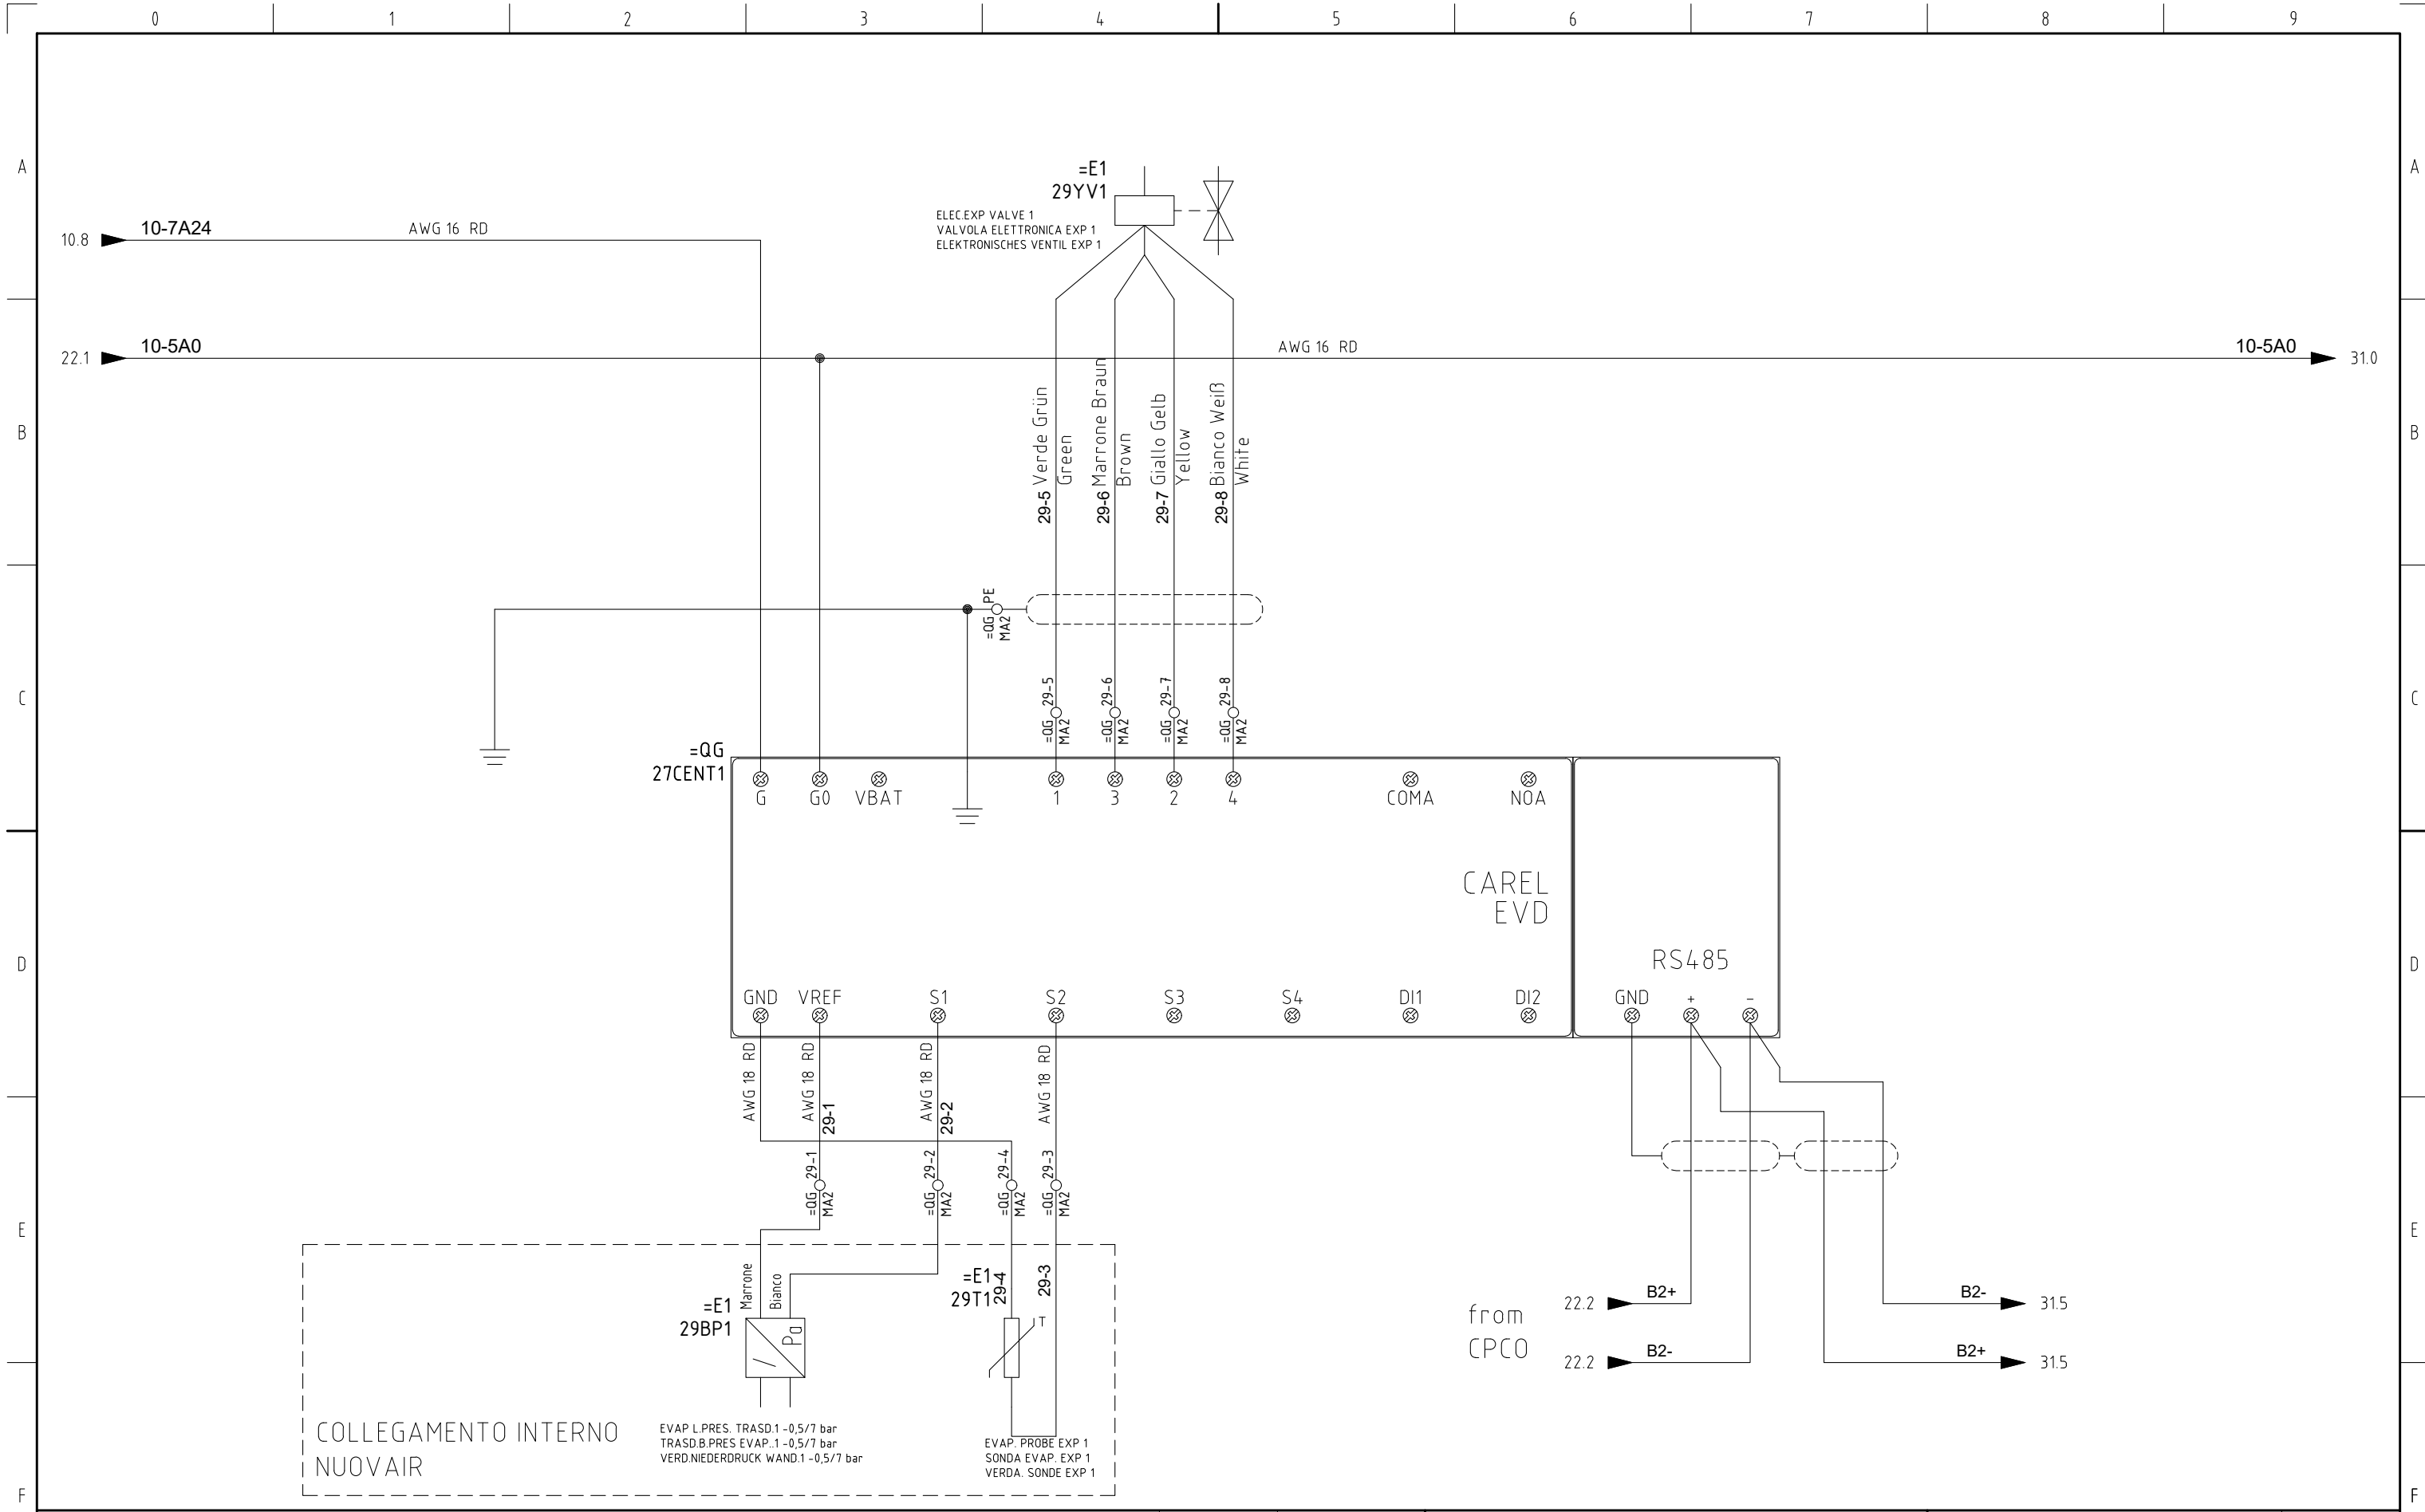 0 1 2 3 4 5 6 7 8 9
A
=E1
29YV1
ELEC.EXP VALVE 1
VALVOLA ELETTRONICA EXP 1
ELEKTRONISCHES VENTIL EXP 1
A
10.8 10-7A24 AWG 16 RD
22.1 10-5A0 AWG 16 RD 10-5A0 31.0
B
29-5 Verde Grün
Green
29-6 Marrone Braun
Brown
29-7 Giallo Gelb
Yellow
29-8 Bianco Weiß
White
B
=QG PE
MA2
C
=QG 29-5
MA2
=QG 29-6
MA2
=QG 29-7
MA2
=QG 29-8
MA2
C
=QG
27CENT1
G G0 VBAT 1 3 2 4 COMA NOA
CAREL
EVD
D
RS485
D
GND VREF S1 S2 S3 S4 DI1 DI2 GND + -
AWG 18 RD
AWG 18 RD
29-1
AWG 18 RD
29-2
AWG 18 RD
=QG 29-1
MA2
=QG 29-2
MA2
=QG 29-4
MA2
=QG 29-3
MA2
E
E
Marrone
Bianco
=E1
29BP1
Pa
=E1
29T1
29-4
29-3
T
from
CPCO
22.2 B2+
22.2 B2-
B2- 31.5
B2+ 31.5
COLLEGAMENTO INTERNO
NUOVAIR
EVAP L.PRES. TRASD.1 -0,5/7 bar
TRASD.B.PRES EVAP..1 -0,5/7 bar
VERD.NIEDERDRUCK WAND.1 -0,5/7 bar
EVAP. PROBE EXP 1
SONDA EVAP. EXP 1
VERDA. SONDE EXP 1
F
F